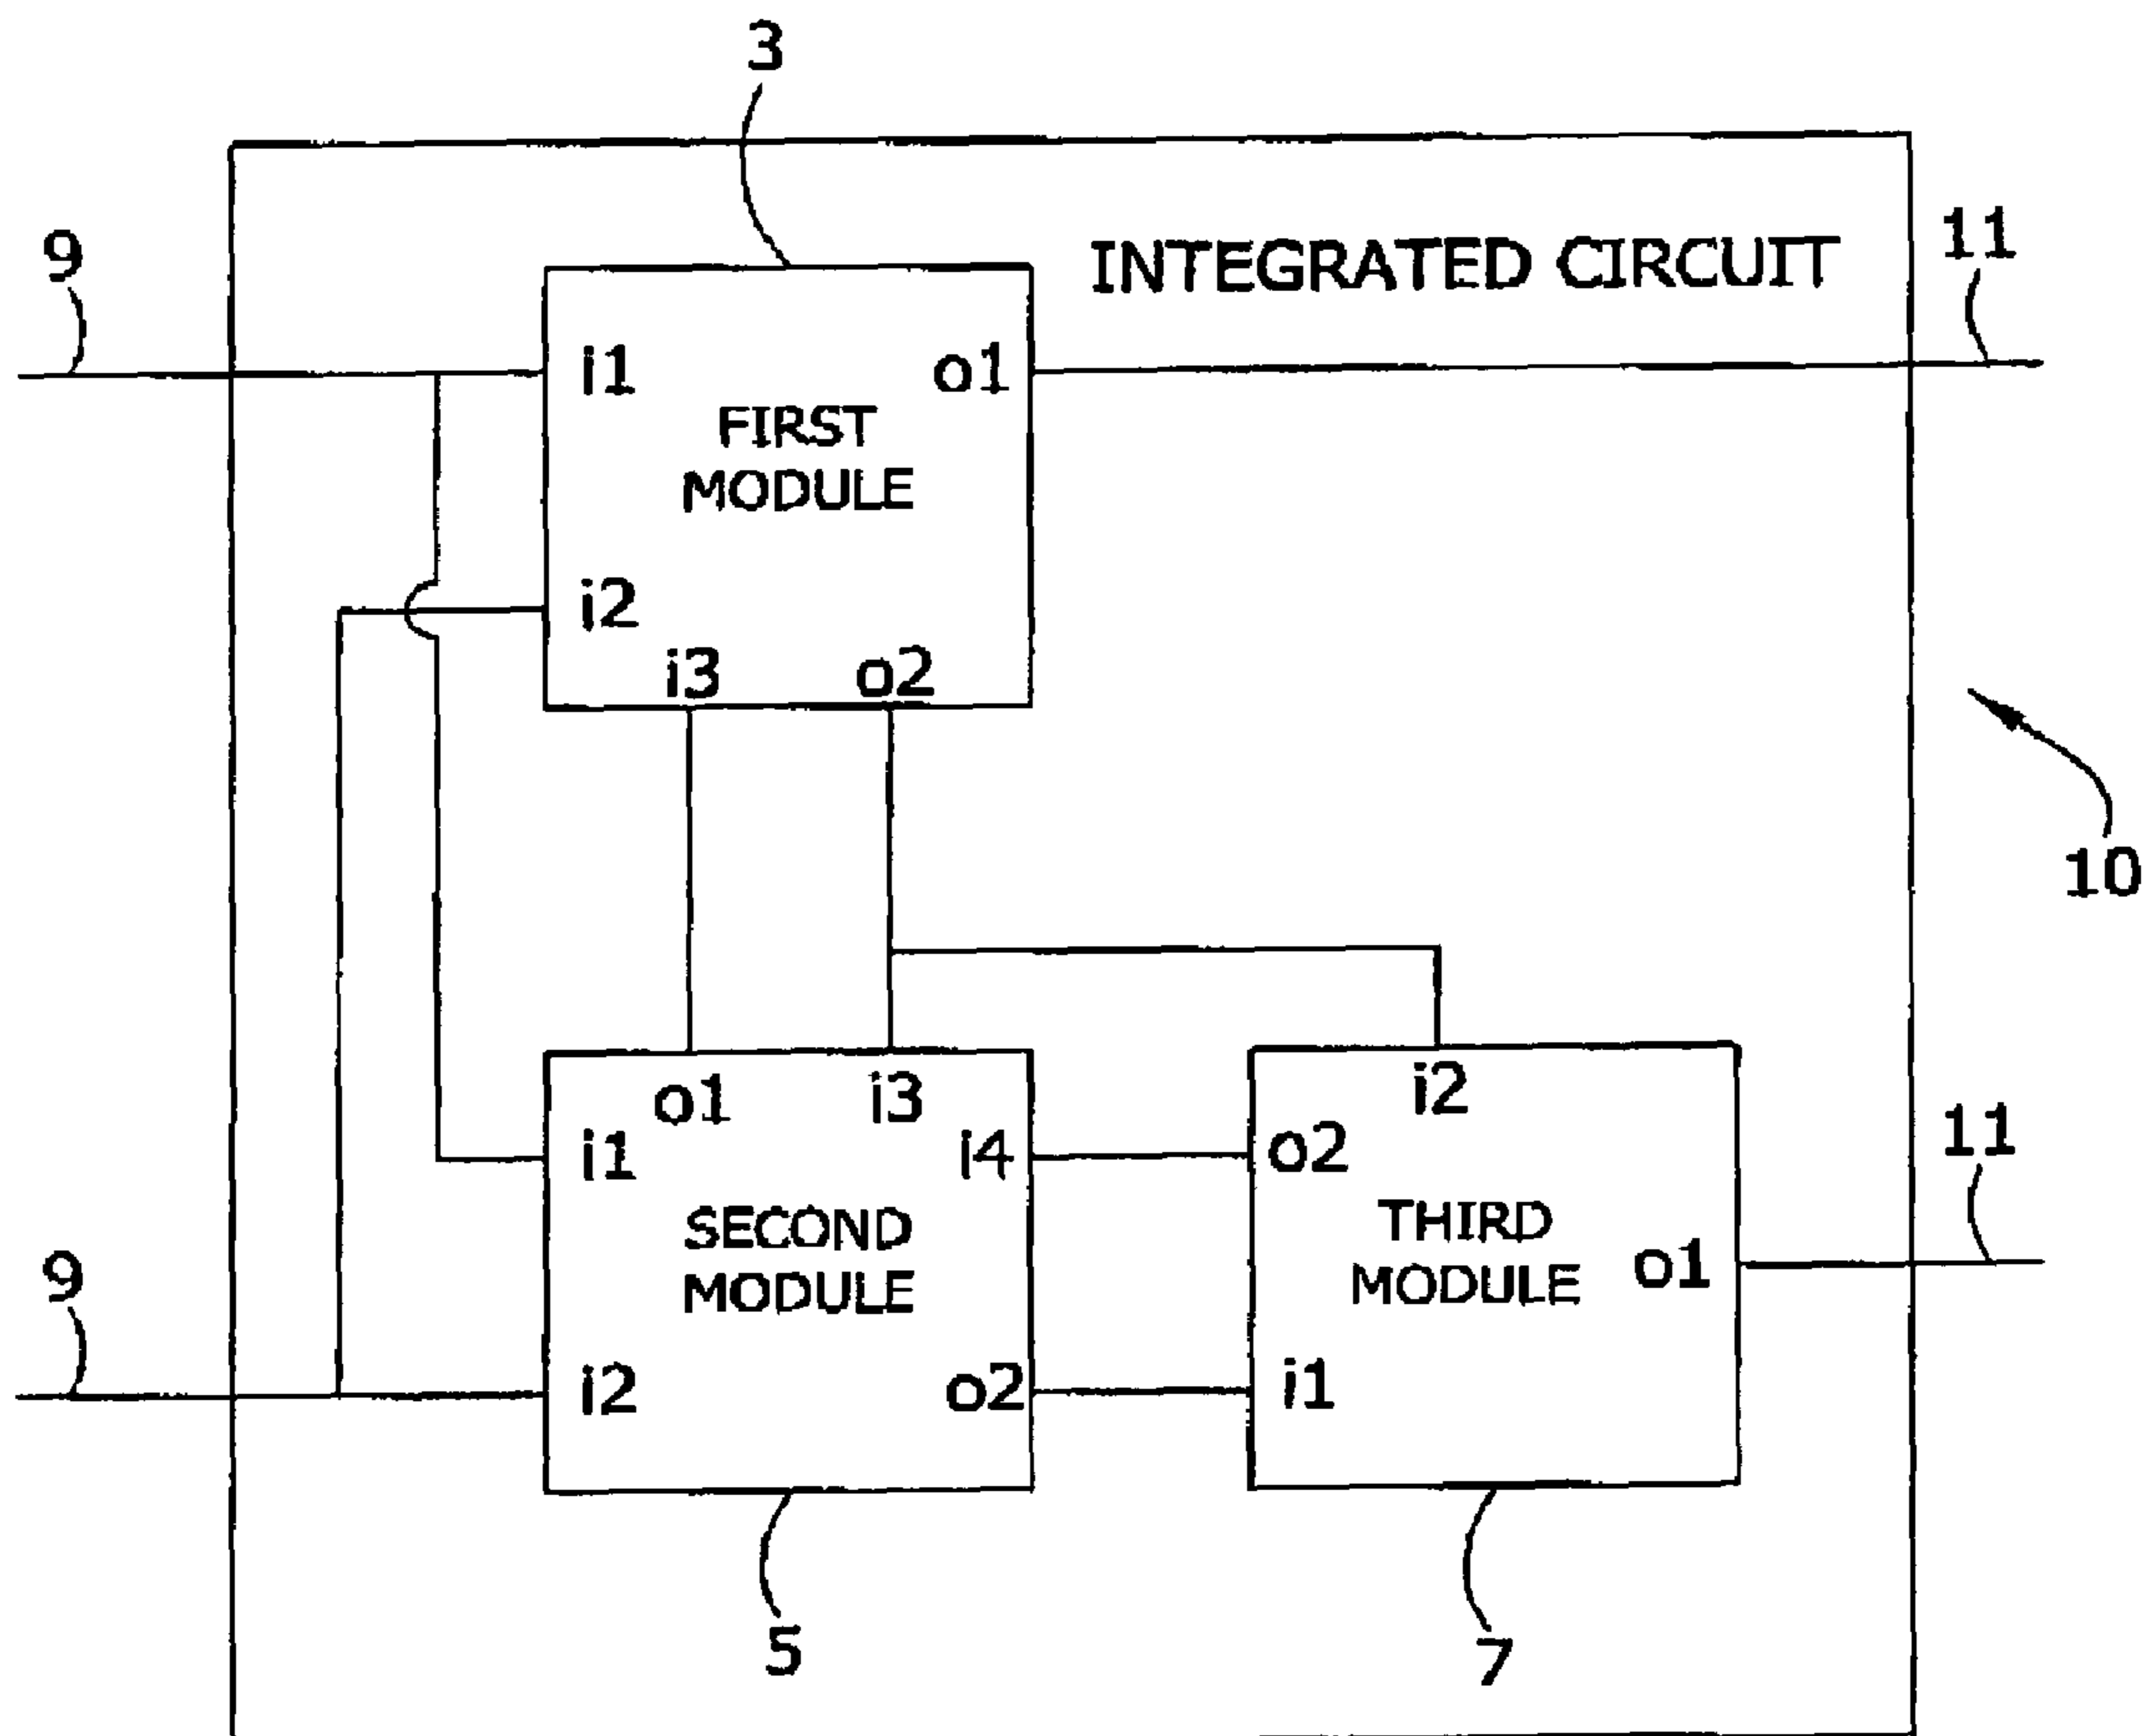 3
9
INTEGRATED CIRCUIT
11
i1
o1
FIRST
MODULE
i2
i3
o2
10
o1
i3
i2
i1
i4
o2
11
SECOND
MODULE
THIRD
MODULE
o1
9
i2
o2
i1
5
7